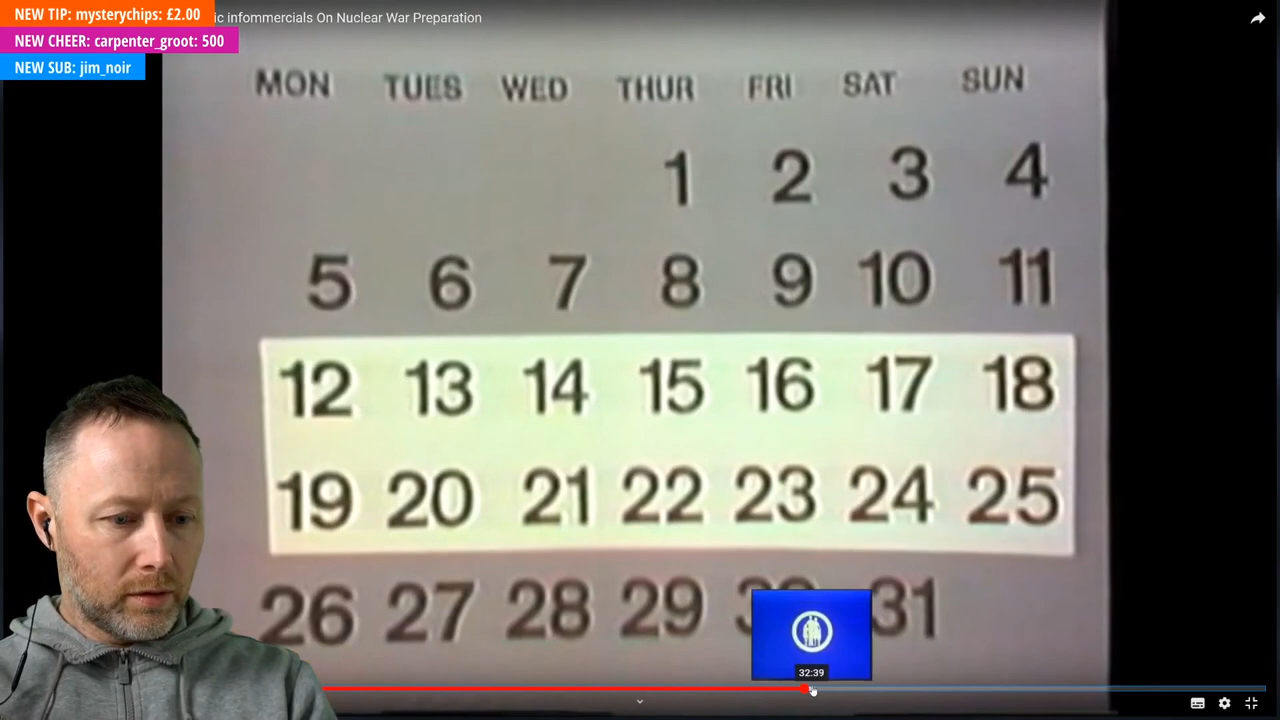 NEW TIP: mysterychips: £2.00
ic infommercials On Nuclear War Preparation
NEW CHEER: carpenter_groot: 500
NEW SUB: jim_noir
MON TUES WED THUR FRI SAT SUN
1 2 3 4
5 6 7 8 9 10 11
12 13 14 15 16 17 18
19 20 21 22 23 24 25
26 27 28 29 30 31
32:39